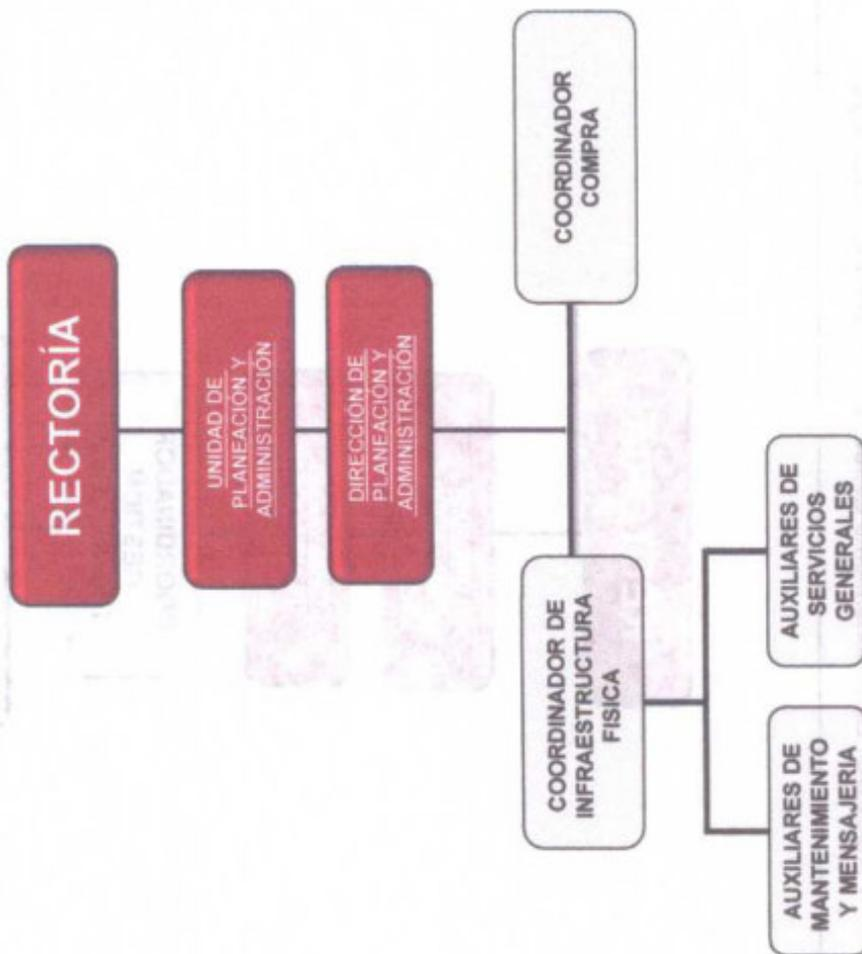 RECTORÍA
UNIDAD DE
PLANEACIÓN Y
ADMINISTRACIÓN
DIRECCIÓN DE
PLANEACIÓN Y
ADMINISTRACIÓN
COORDINADOR DE
INFRAESTRUCTURA
FISICA
COORDINADOR
COMPRA
AUXILIARES DE
MANTENIMIENTO
Y MENSAJERIA
AUXILIARES DE
SERVICIOS
GENERALES